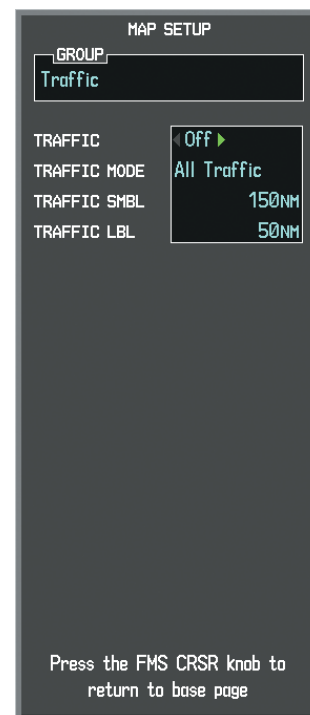 MAP SETUP
GROUP
Traffic
TRAFFIC Off
TRAFFIC MODE All Traffic
TRAFFIC SMBL 150NM
TRAFFIC LBL 50NM
Press the FMS CRSR knob to
return to base page